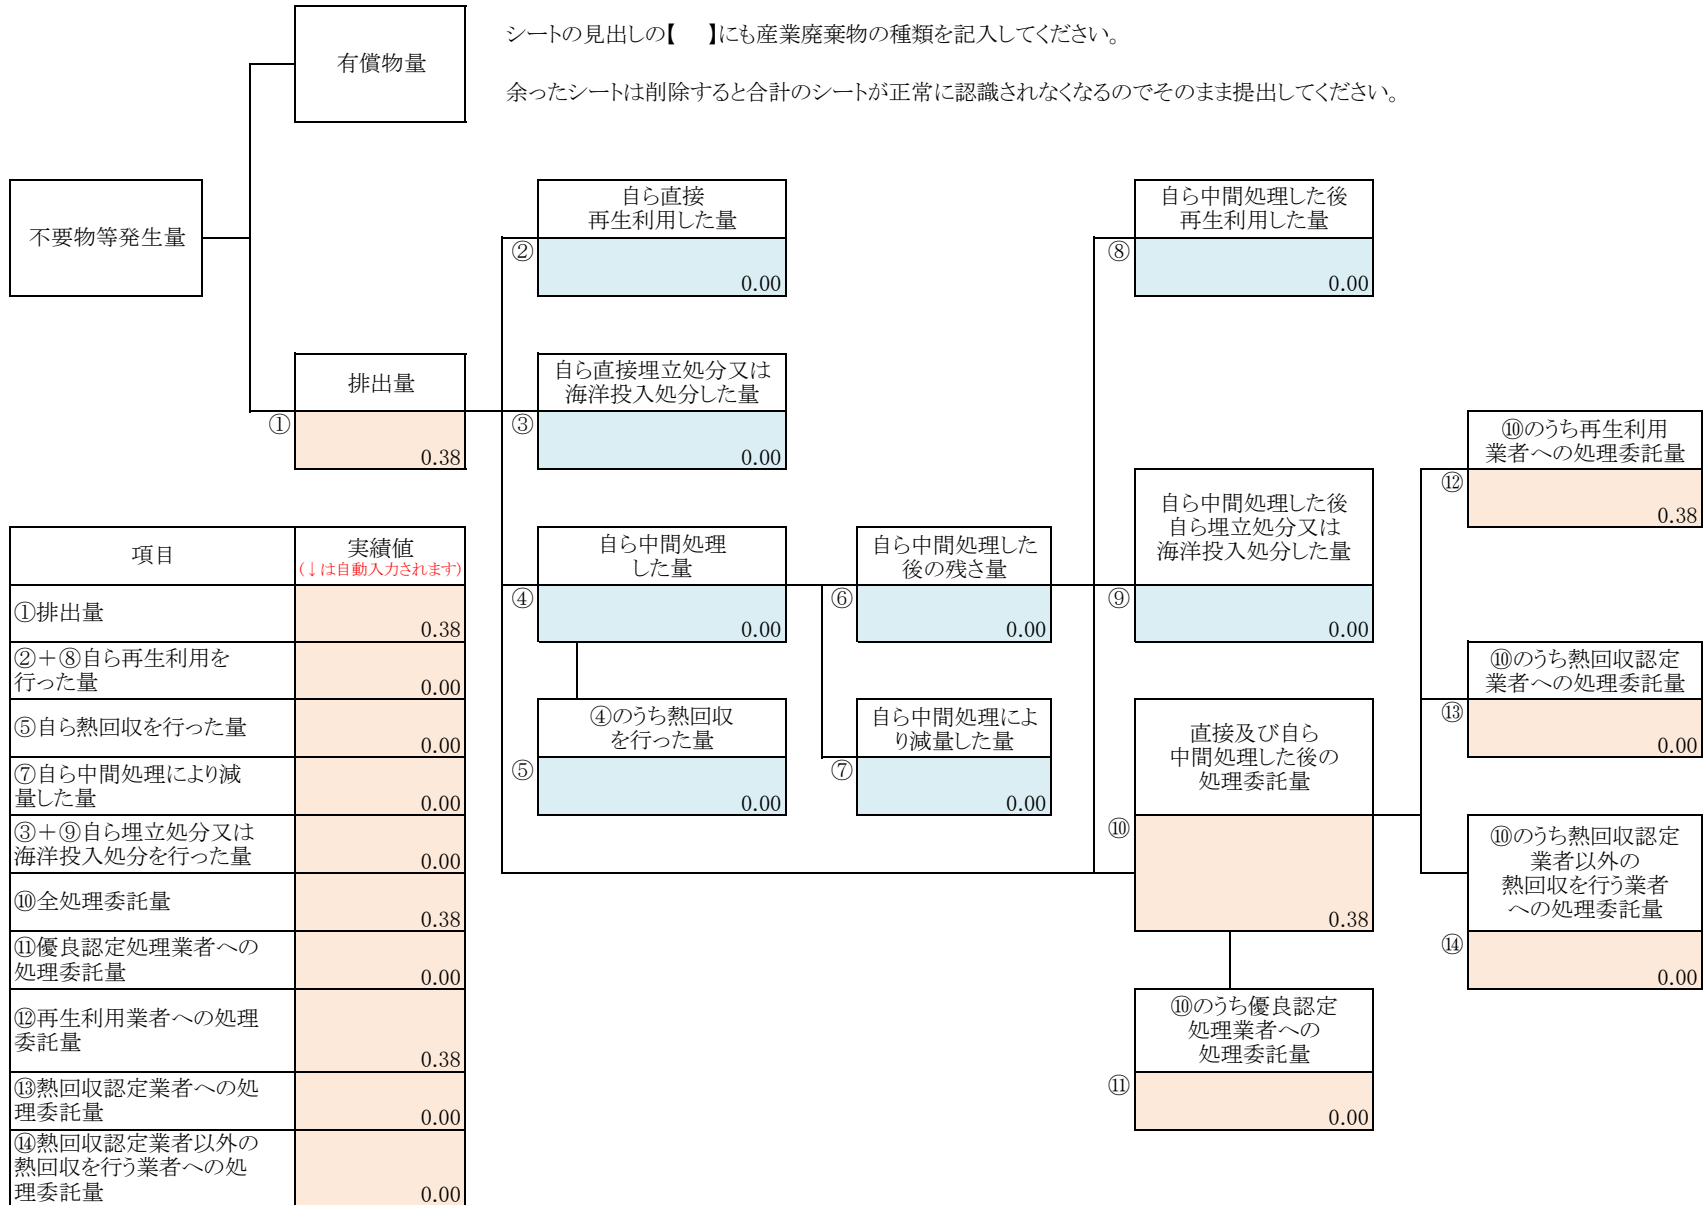 シートの見出しの【　】にも産業廃棄物の種類を記入してください。
有償物量
余ったシートは削除すると合計のシートが正常に認識されなくなるのでそのまま提出してください。
不要物等発生量
自ら直接
再生利用した量
②
0.00
自ら中間処理した後
再生利用した量
⑧
0.00
排出量
①
0.38
自ら直接埋立処分又は
海洋投入処分した量
③
0.00
⑩のうち再生利用
業者への処理委託量
⑫
0.38
自ら中間処理
した量
④
0.00
自ら中間処理した
後の残さ量
⑥
0.00
自ら中間処理した後
自ら埋立処分又は
海洋投入処分した量
⑨
0.00
⑩のうち熱回収認定
業者への処理委託量
⑬
0.00
④のうち熱回収
を行った量
⑤
0.00
自ら中間処理によ
り減量した量
⑦
0.00
直接及び自ら
中間処理した後の
処理委託量
⑩
0.38
⑩のうち熱回収認定
業者以外の
熱回収を行う業者
への処理委託量
⑭
0.00
⑩のうち優良認定
処理業者への
処理委託量
⑪
0.00
項目
実績値
(↓は自動入力されます)
①排出量
0.38
②＋⑧自ら再生利用を
行った量
0.00
⑤自ら熱回収を行った量
0.00
⑦自ら中間処理により減
量した量
0.00
③＋⑨自ら埋立処分又は
海洋投入処分を行った量
0.00
⑩全処理委託量
0.38
⑪優良認定処理業者への
処理委託量
0.00
⑫再生利用業者への処理
委託量
0.38
⑬熱回収認定業者への処
理委託量
0.00
⑭熱回収認定業者以外の
熱回収を行う業者への処
理委託量
0.00